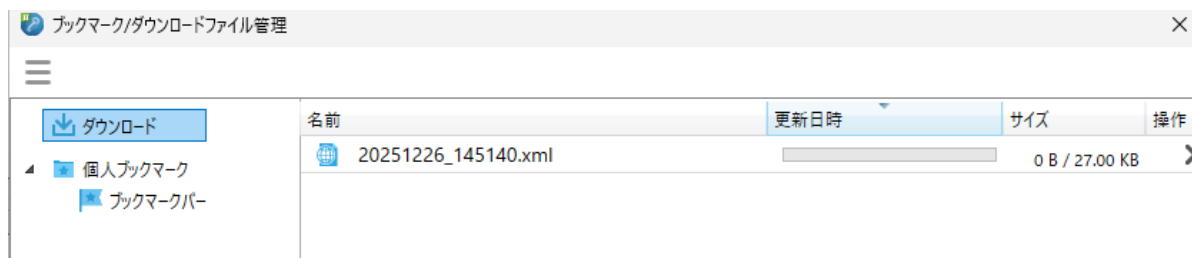 ブックマーク/ダウンロードファイル管理
ダウンロード
個人ブックマーク
ブックマークバー
名前 更新日時 サイズ 操作
20251226_145140.xml 0 B / 27.00 KB